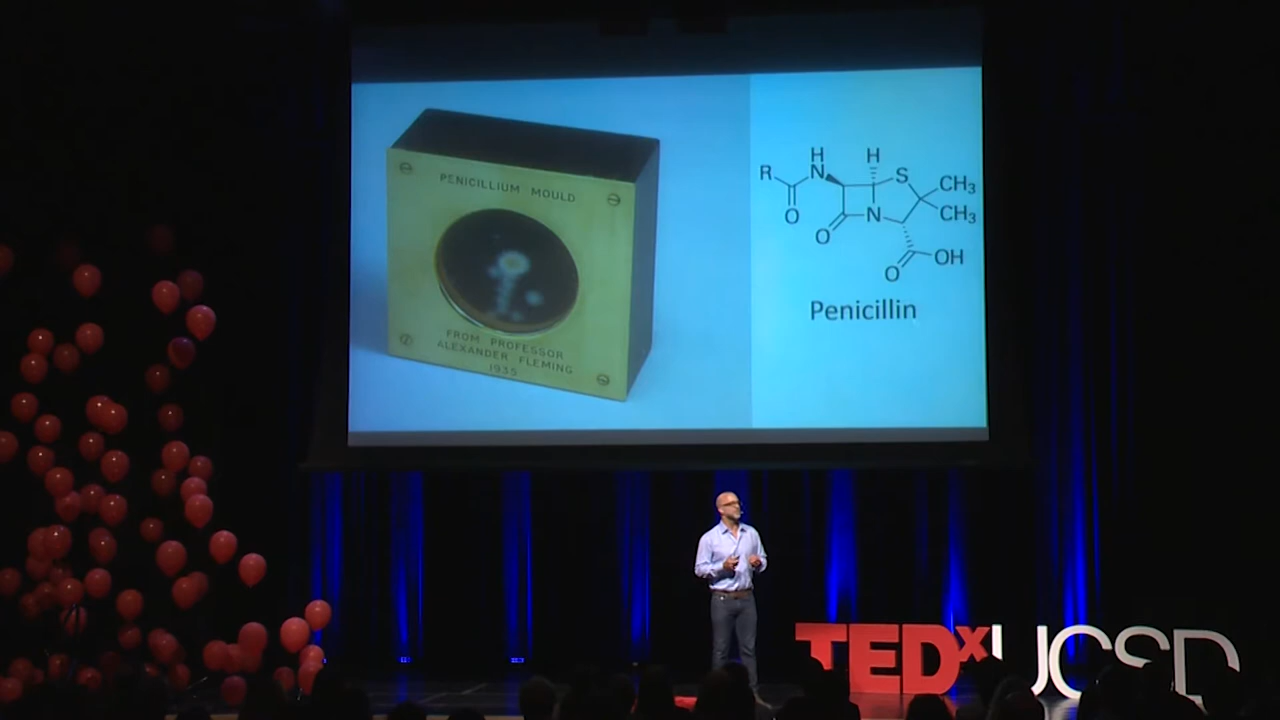 PENICILLIUM MOULD
FROM PROFESSOR
ALEXANDER FLEMING
1935
H
H
R
N
S
CH₃
CH₃
O
O
N
O
OH
Penicillin
TEDxUCSD